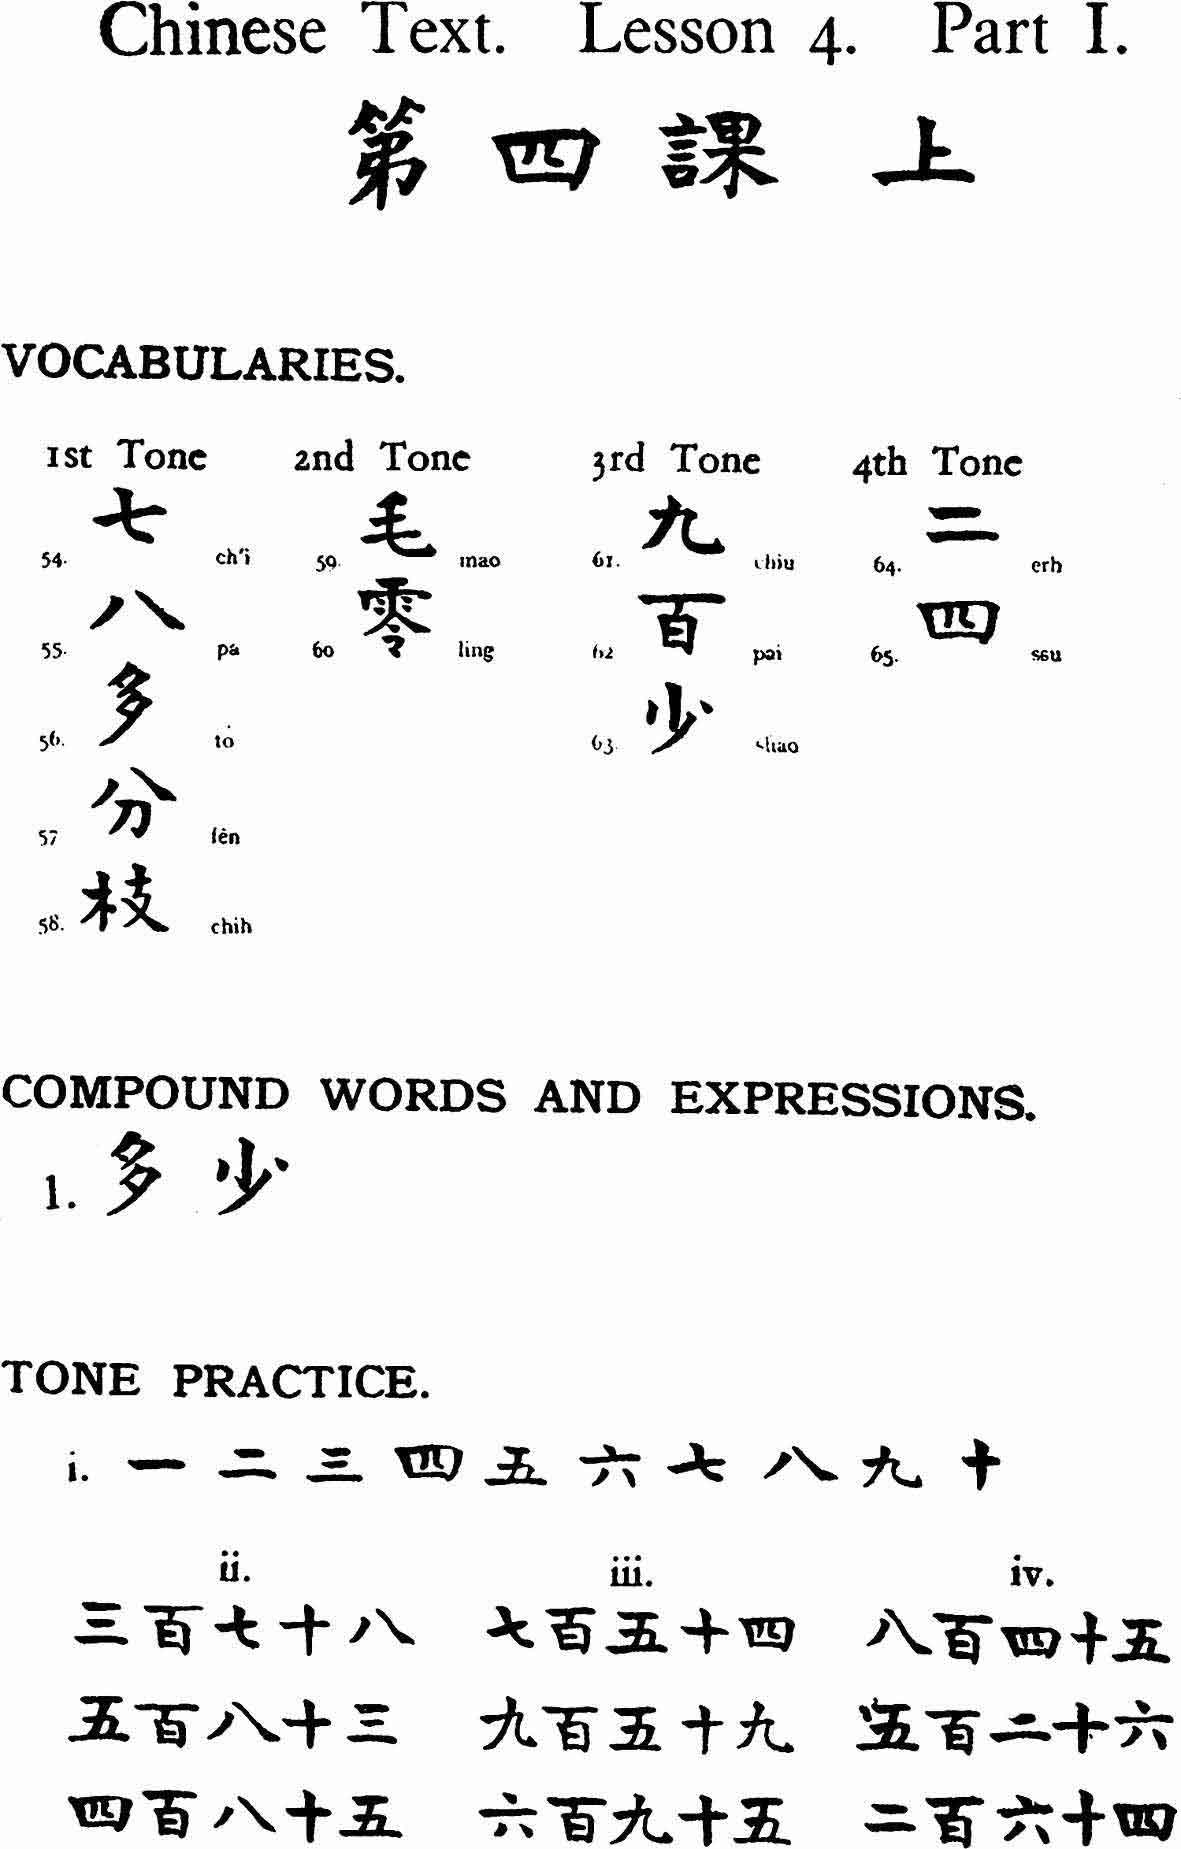 Chinese Text. Lesson 4. Part I.
第四課 上
VOCABULARIES.
1st Tone 2nd Tone 3rd Tone 4th Tone
54. 七 ch'i 59. 毛 mao 61. 九 chiu 64. 二 erh
55. 八 pa 60 零 ling 62 百 pai 65. 四 ssu
56. 多 to 63. 少 shao
57 分 fên
58. 枝 chih
COMPOUND WORDS AND EXPRESSIONS.
1. 多少
TONE PRACTICE.
i. 一二三四五六七八九十
ii. iii. iv.
三百七十八 七百五十四 八百四十五
五百八十三 九百五十九 五百二十六
四百八十五 六百九十五 二百六十四